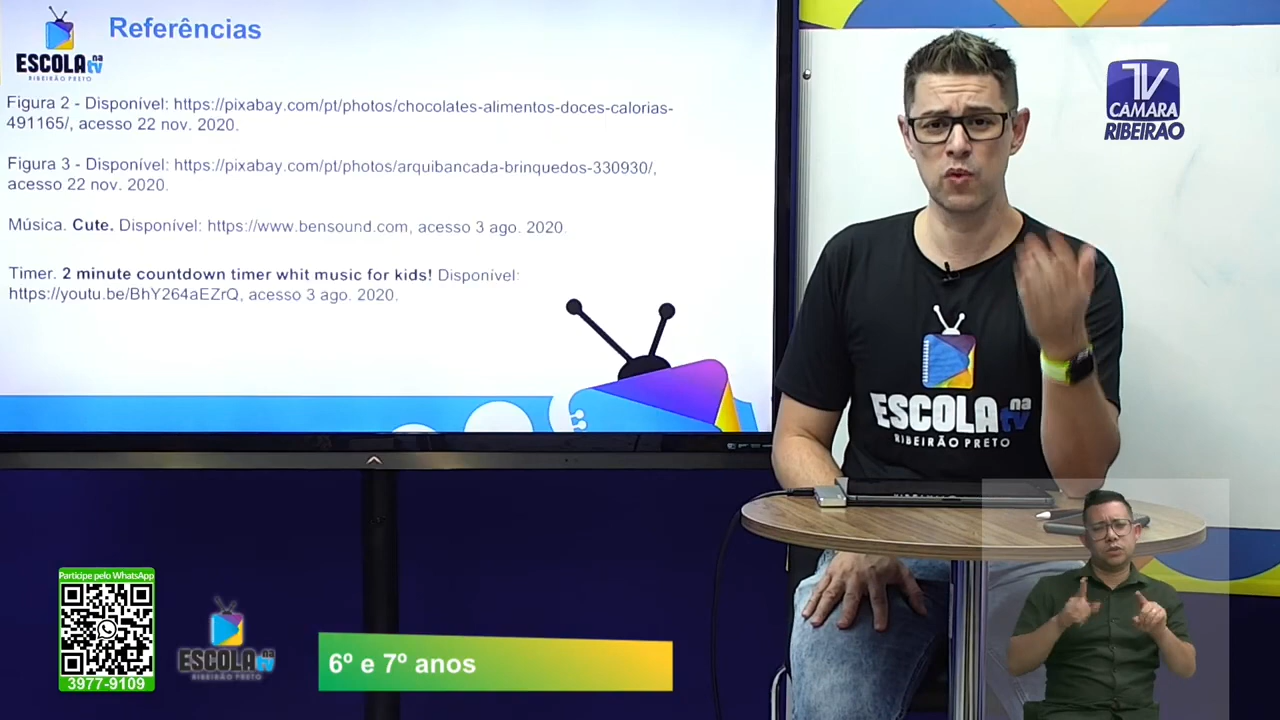 Referências
ESCOLA na tv
RIBEIRÃO PRETO
Figura 2 - Disponível: https://pixabay.com/pt/photos/chocolates-alimentos-doces-calorias-
491165/, acesso 22 nov. 2020.
Figura 3 - Disponível: https://pixabay.com/pt/photos/arquibancada-brinquedos-330930/,
acesso 22 nov. 2020.
Música. Cute. Disponível: https://www.bensound.com, acesso 3 ago. 2020.
Timer. 2 minute countdown timer whit music for kids! Disponível:
https://youtu.be/BhY264aEZrQ, acesso 3 ago. 2020.
TV
CÂMARA
RIBEIRÃO
ESCOLA na tv
RIBEIRÃO PRETO
Participe pelo WhatsApp
3977-9109
ESCOLA na tv
RIBEIRÃO PRETO
6º e 7º anos